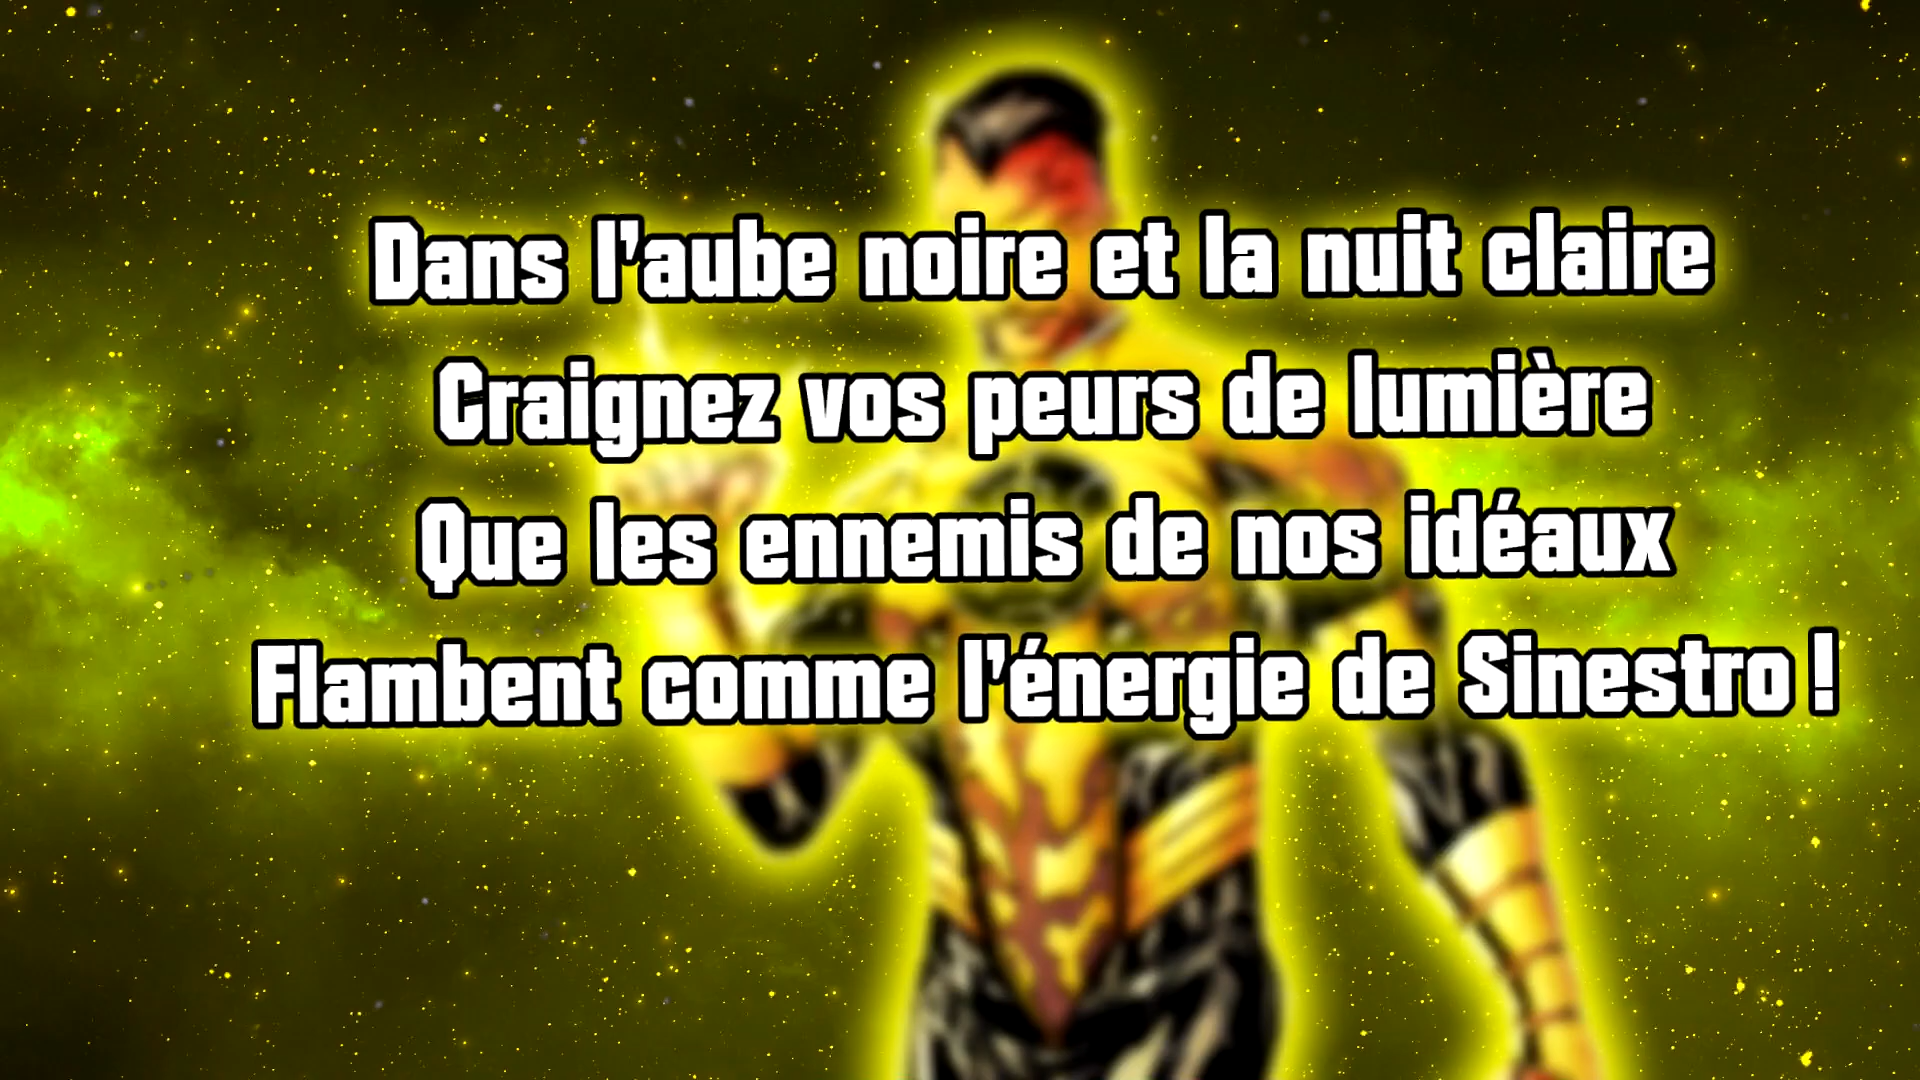 Dans l'aube noire et la nuit claire
Craignez vos peurs de lumière
Que les ennemis de nos idéaux
Flambent comme l'énergie de Sinestro !